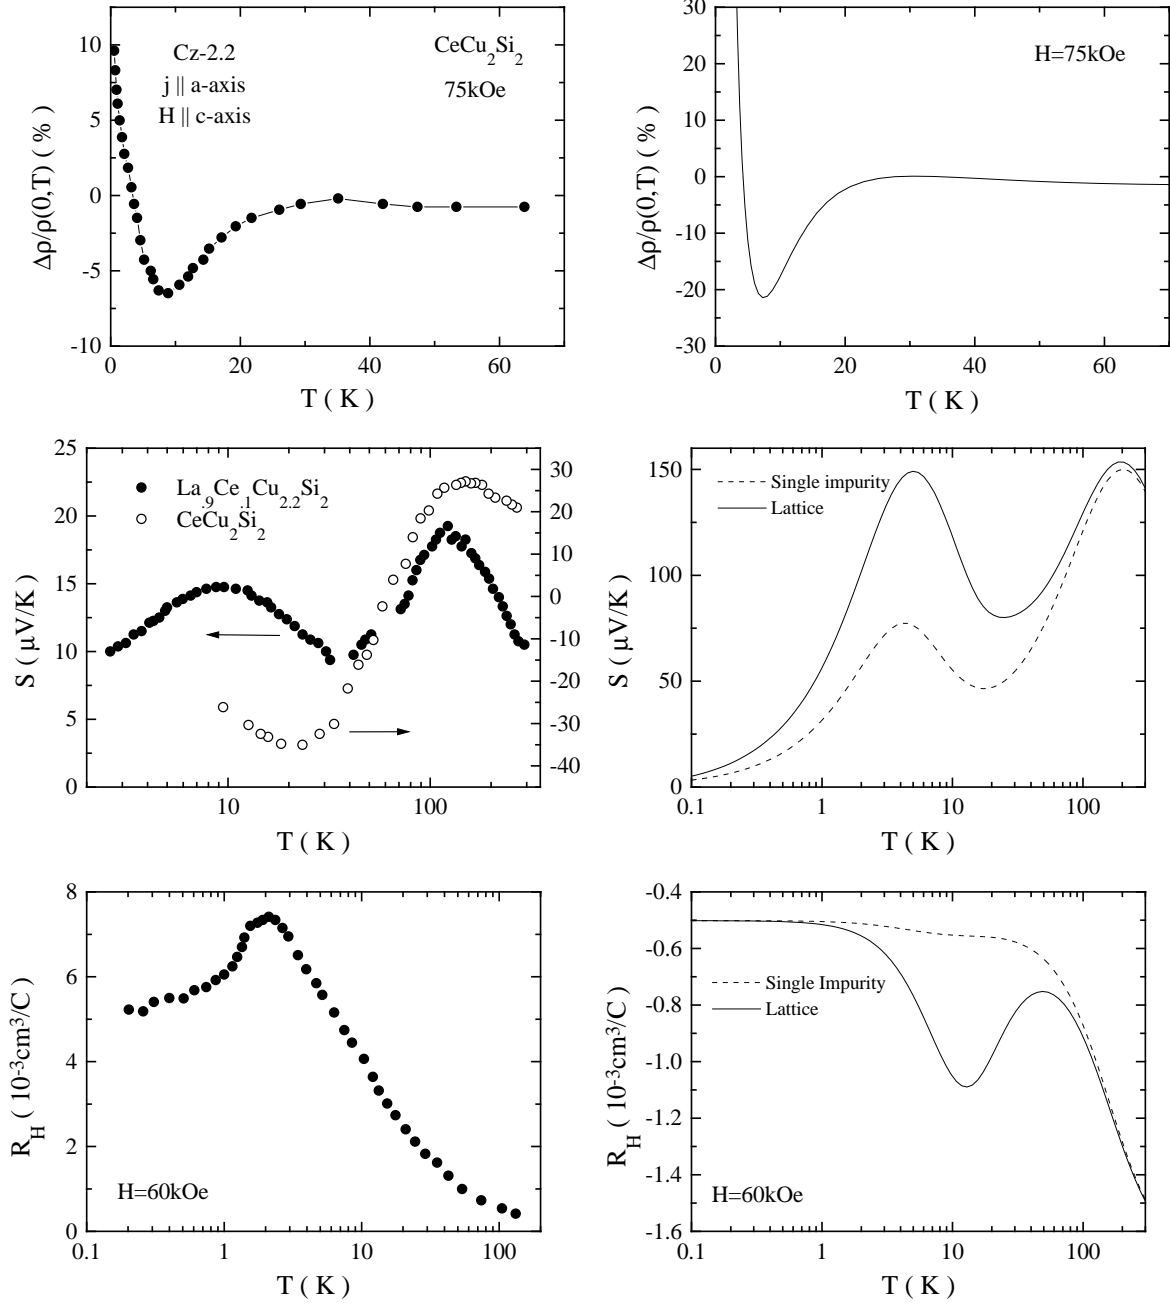 10
5
0
-5
-10
Δρ/ρ(0,T) ( % )
Cz-2.2
j || a-axis
H || c-axis
CeCu2Si2
75kOe
0 20 40 60
T ( K )
30
20
10
0
-10
-20
-30
Δρ/ρ(0,T) ( % )
H=75kOe
0 20 40 60
T ( K )
25
20
15
10
5
0
S ( μV/K )
La.9Ce.1Cu2.2Si2
CeCu2Si2
30
20
10
0
-10
-20
-30
-40
10 100
T ( K )
150
100
50
0
S ( μV/K )
Single impurity
Lattice
0.1 1 10 100
T ( K )
8
6
4
2
0
RH ( 10-3cm3/C )
H=60kOe
0.1 1 10 100
T ( K )
-0.4
-0.6
-0.8
-1.0
-1.2
-1.4
-1.6
RH ( 10-3cm3/C )
Single Impurity
Lattice
H=60kOe
0.1 1 10 100
T ( K )